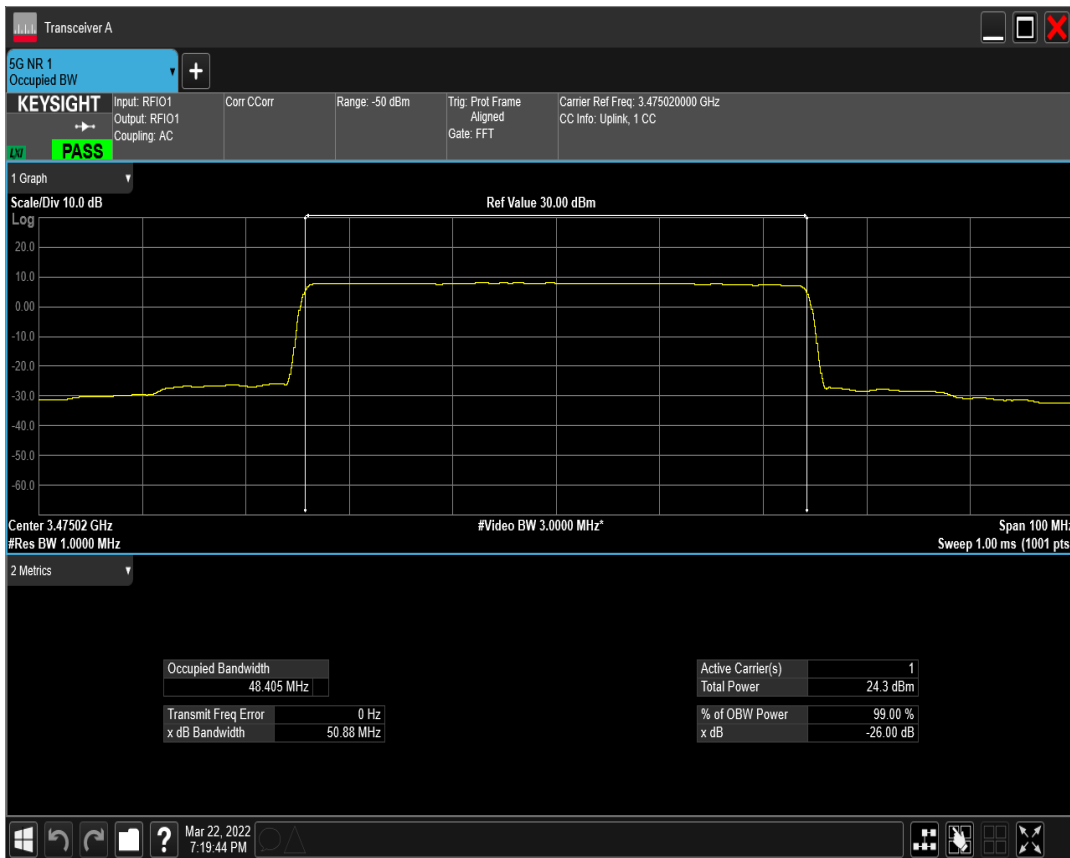 Transceiver A
5G NR 1
Occupied BW
+
KEYSIGHT
LXI
PASS
Input: RFIO1
Output: RFIO1
Coupling: AC
Corr CCorr
Range: -50 dBm
Trig: Prot Frame
Aligned
Gate: FFT
Carrier Ref Freq: 3.475020000 GHz
CC Info: Uplink, 1 CC
1 Graph
Scale/Div 10.0 dB
Ref Value 30.00 dBm
Log
20.0
10.0
0.00
-10.0
-20.0
-30.0
-40.0
-50.0
-60.0
Center 3.47502 GHz
#Video BW 3.0000 MHz*
Span 100 MHz
#Res BW 1.0000 MHz
Sweep 1.00 ms (1001 pts
2 Metrics
Occupied Bandwidth
48.405 MHz
Transmit Freq Error 0 Hz
x dB Bandwidth 50.88 MHz
Active Carrier(s) 1
Total Power 24.3 dBm
% of OBW Power 99.00 %
x dB -26.00 dB
?
Mar 22, 2022
7:19:44 PM